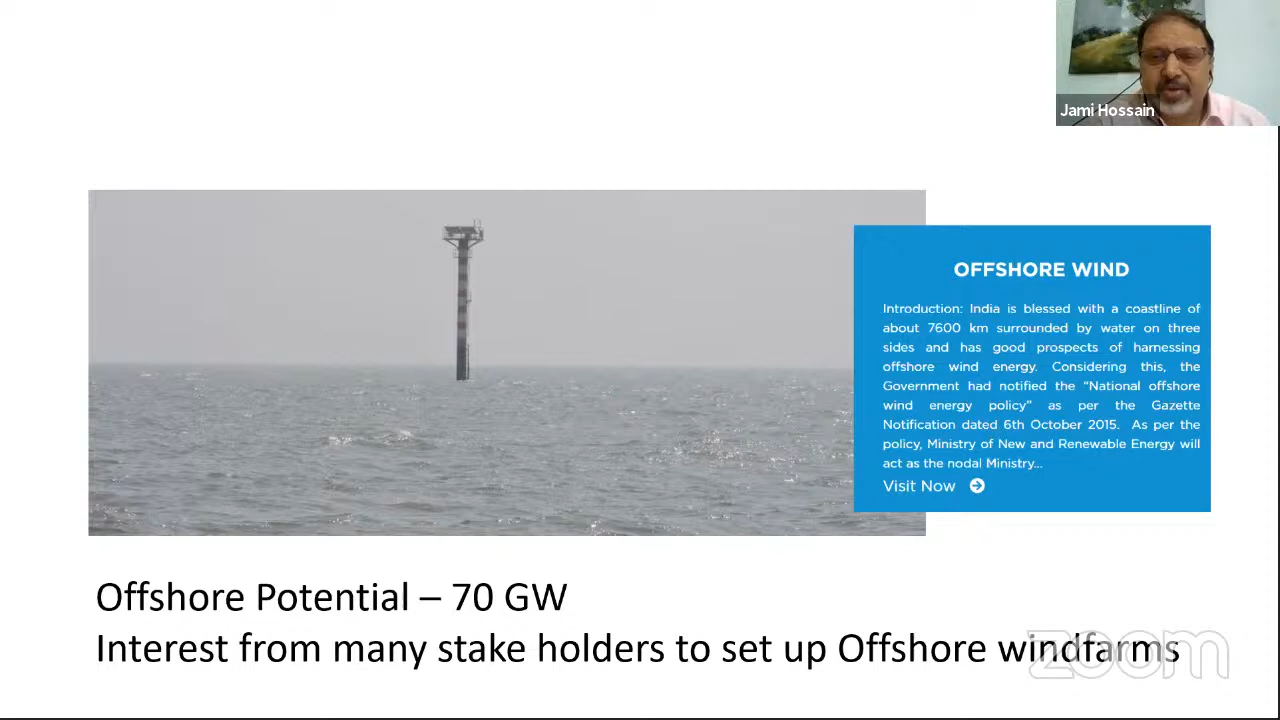 Jami Hossain
OFFSHORE WIND
Introduction: India is blessed with a coastline of
about 7600 km surrounded by water on three
sides and has good prospects of harnessing
offshore wind energy. Considering this, the
Government had notified the “National offshore
wind energy policy” as per the Gazette
Notification dated 6th October 2015. As per the
policy, Ministry of New and Renewable Energy will
act as the nodal Ministry...
Visit Now
Offshore Potential – 70 GW
Interest from many stake holders to set up Offshore windfarms
zoom